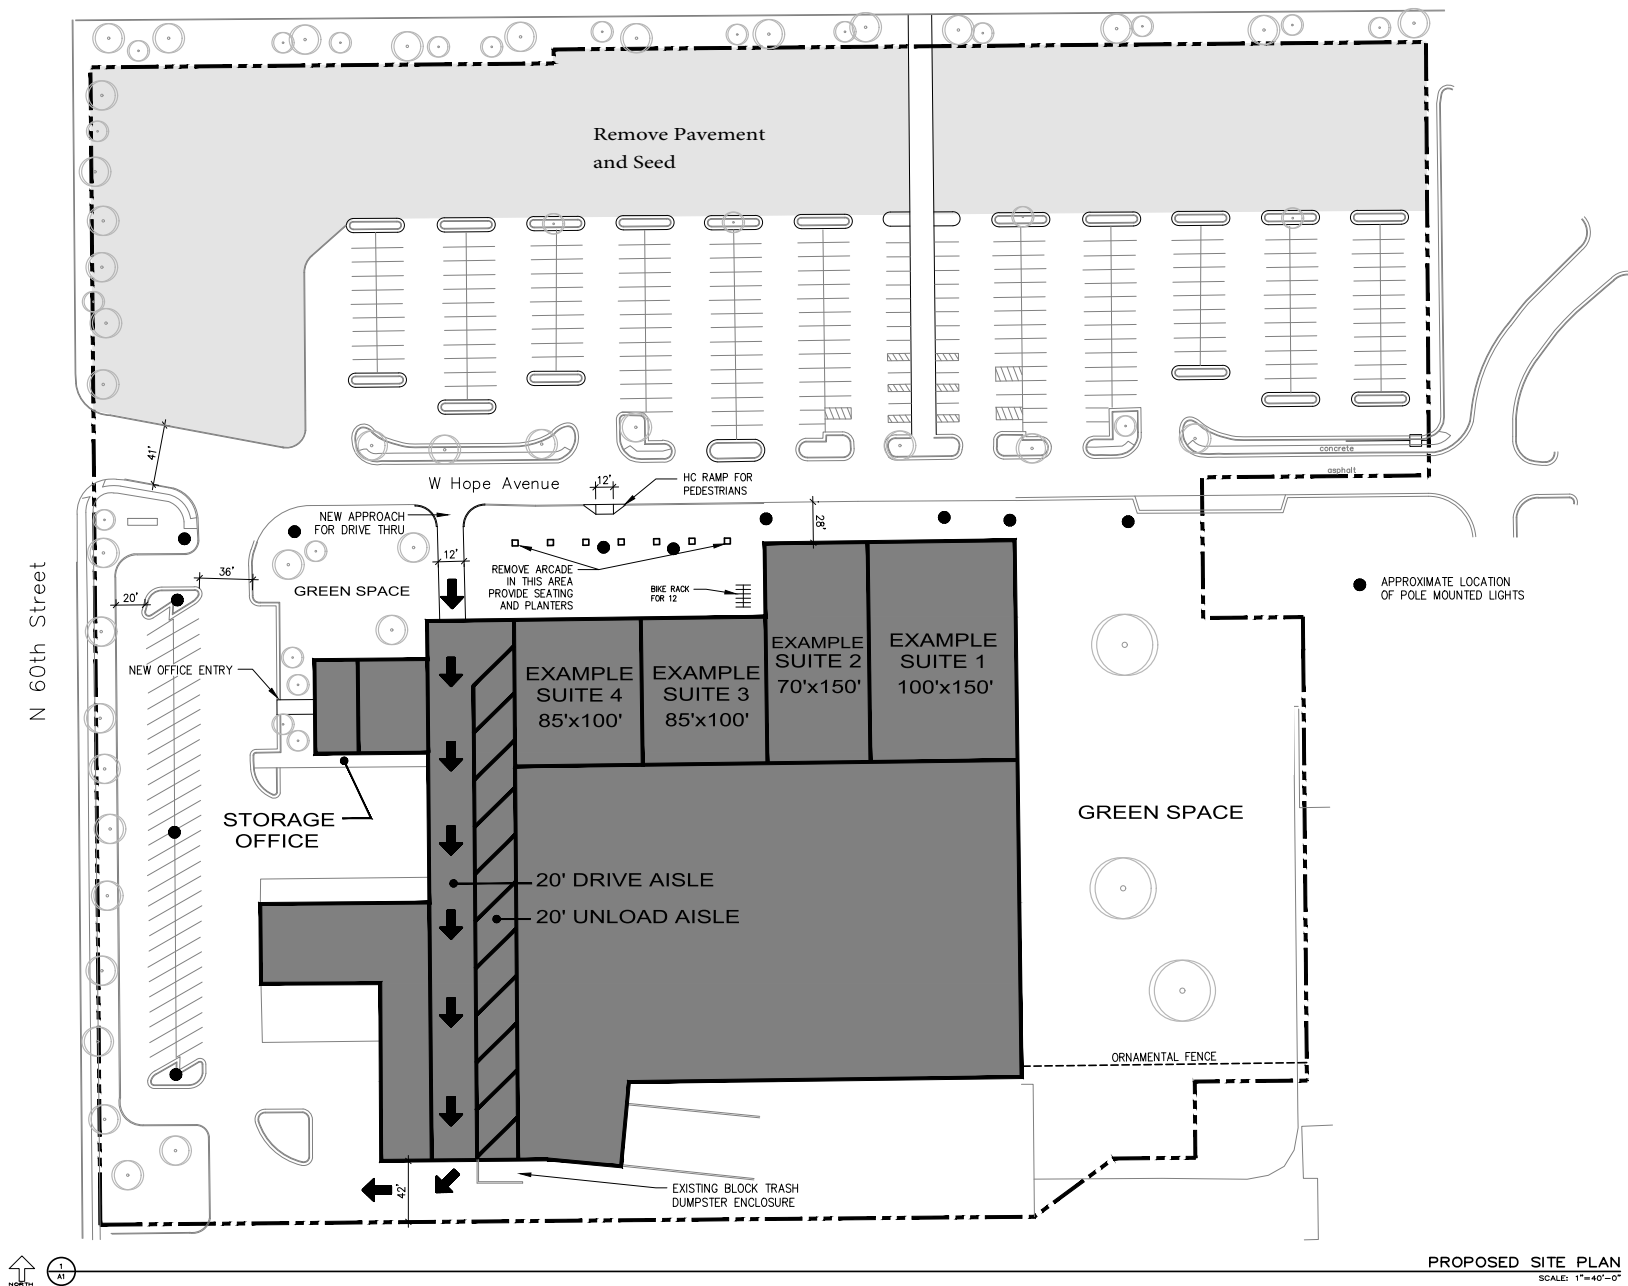 Remove Pavement
and Seed
41'
concrete
asphalt
W Hope Avenue
12'
HC RAMP FOR
PEDESTRIANS
NEW APPROACH
FOR DRIVE THRU
28'
12'
REMOVE ARCADE
IN THIS AREA
PROVIDE SEATING
AND PLANTERS
BIKE RACK
FOR 12
36'
20'
GREEN SPACE
N 60th Street
APPROXIMATE LOCATION
OF POLE MOUNTED LIGHTS
NEW OFFICE ENTRY
EXAMPLE
SUITE 4
85'x100'
EXAMPLE
SUITE 3
85'x100'
EXAMPLE
SUITE 2
70'x150'
EXAMPLE
SUITE 1
100'x150'
STORAGE
OFFICE
GREEN SPACE
20' DRIVE AISLE
20' UNLOAD AISLE
ORNAMENTAL FENCE
42'
EXISTING BLOCK TRASH
DUMPSTER ENCLOSURE
NORTH
1
A1
PROPOSED SITE PLAN
SCALE: 1"=40'-0"